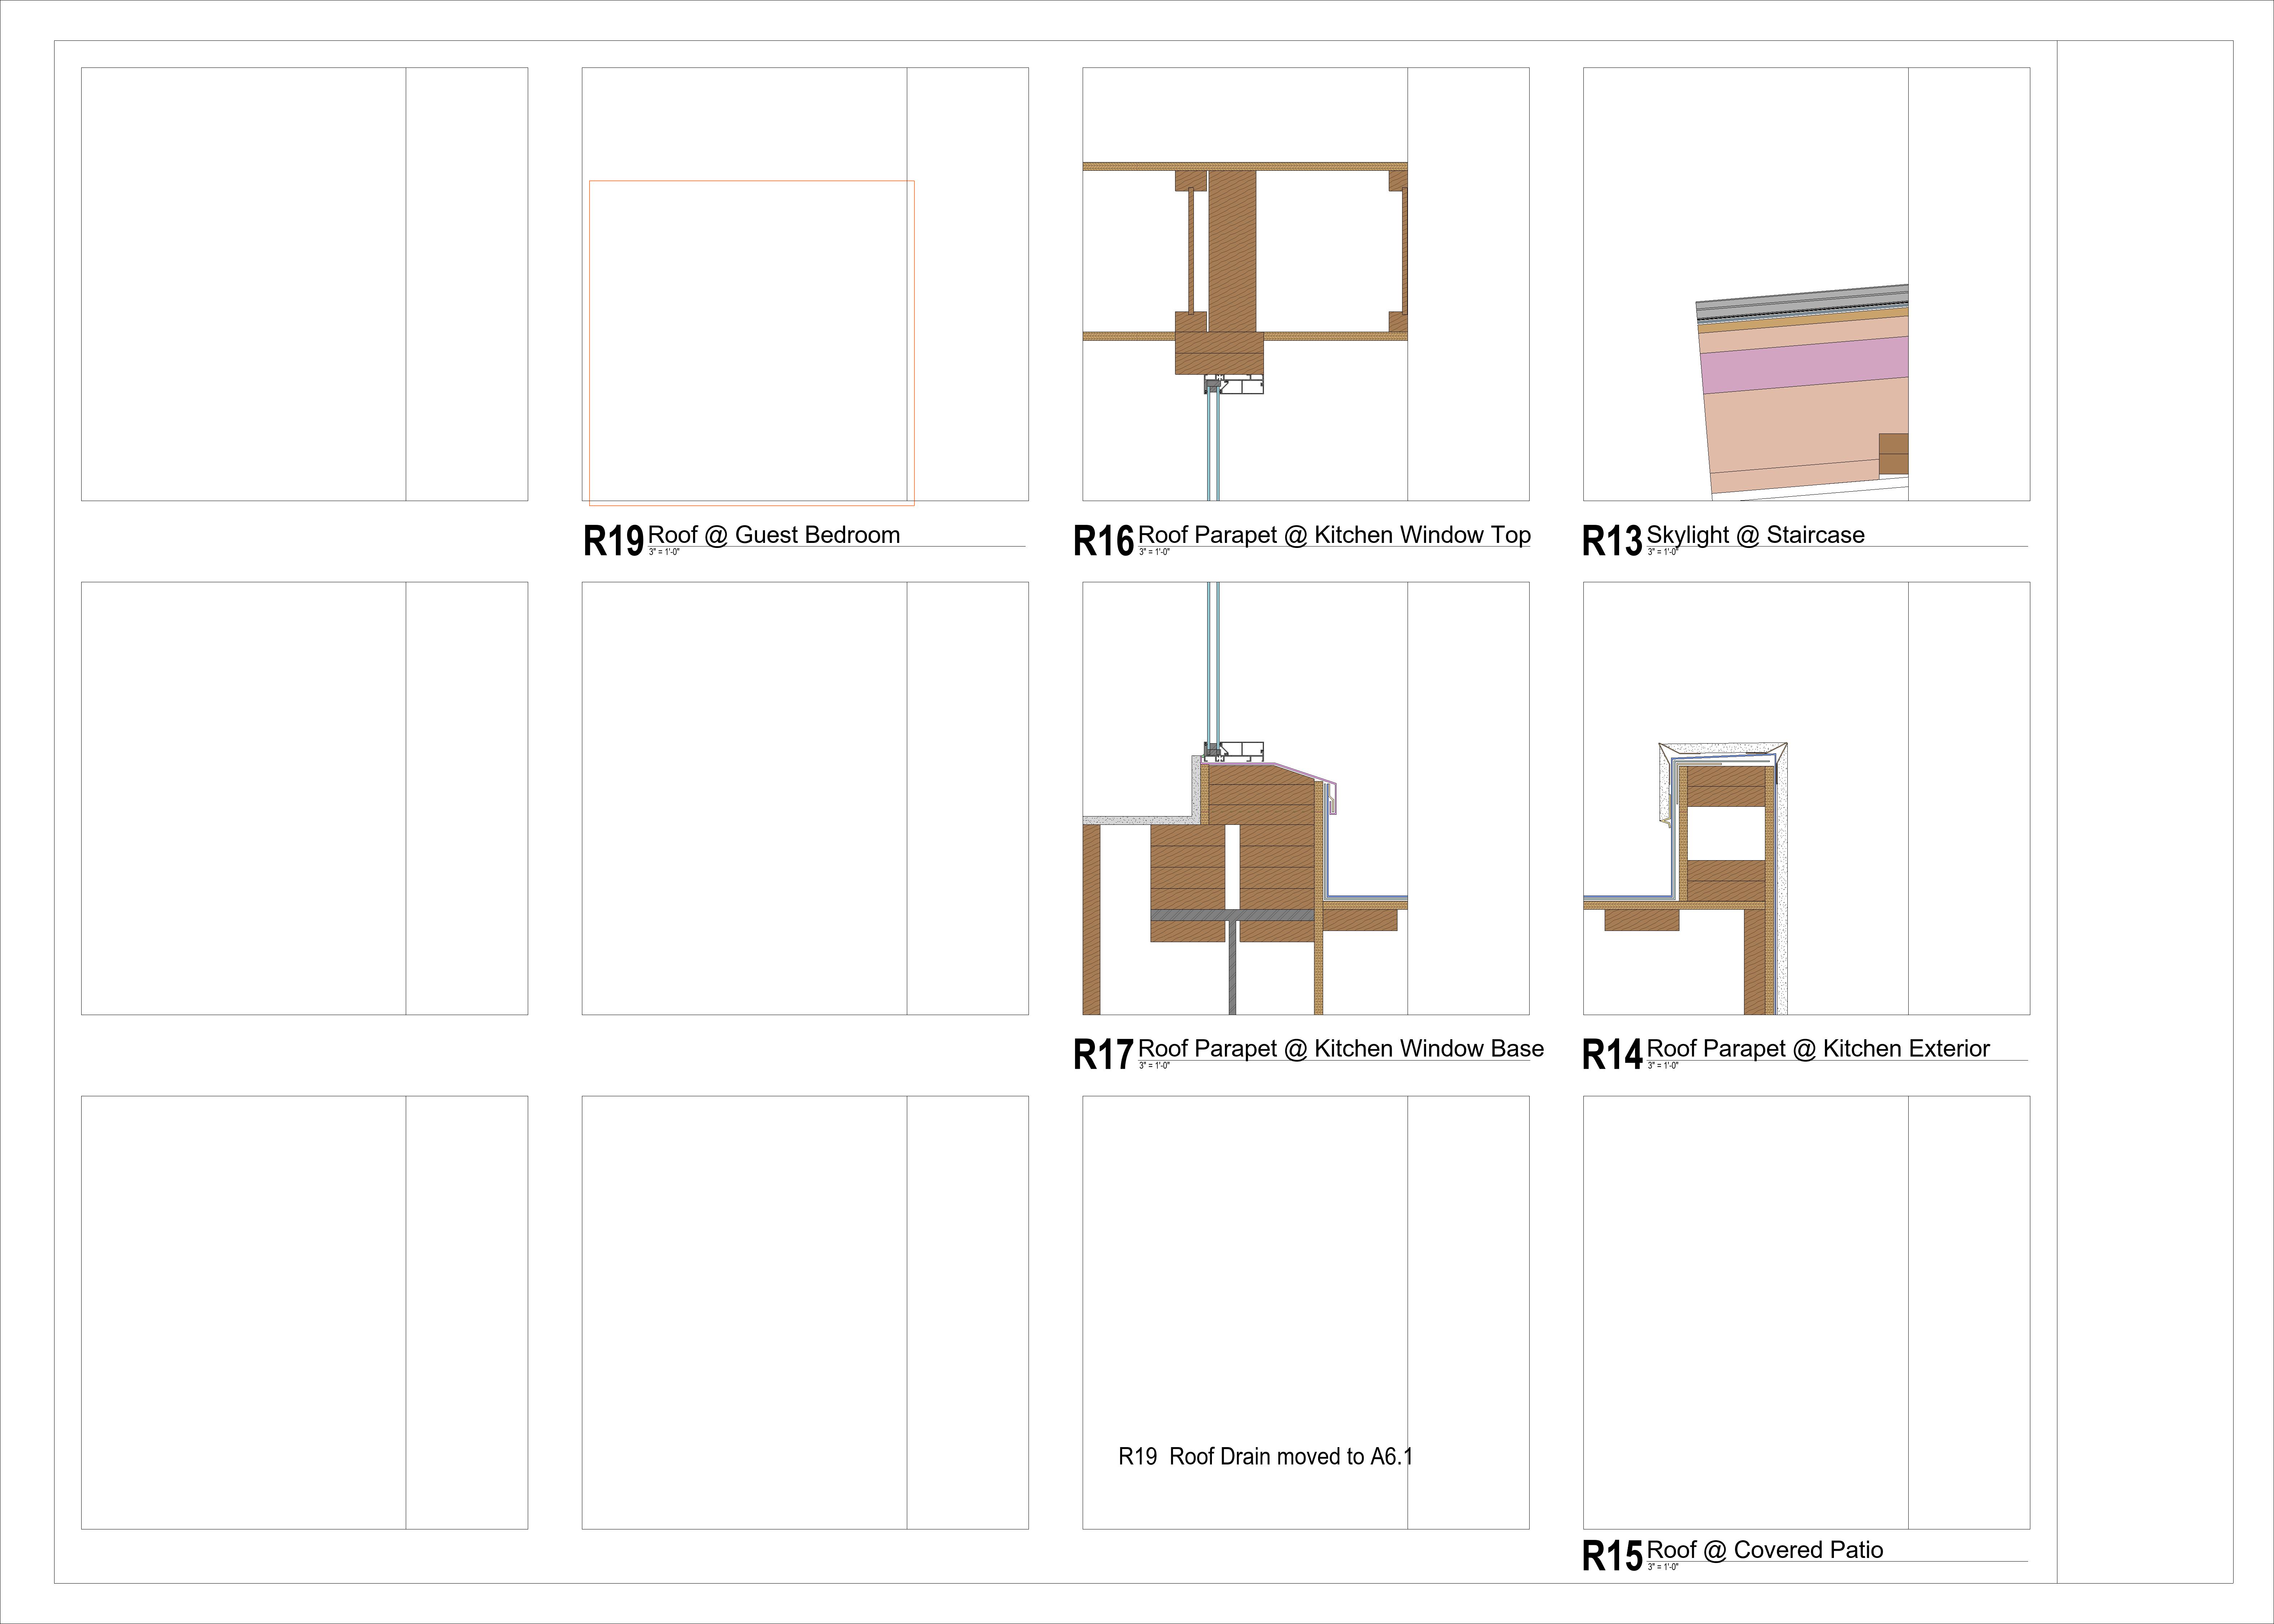 R19 Roof @ Guest Bedroom
3" = 1'-0"
R16 Roof Parapet @ Kitchen Window Top
3" = 1'-0"
R13 Skylight @ Staircase
3" = 1'-0"
R17 Roof Parapet @ Kitchen Window Base
3" = 1'-0"
R14 Roof Parapet @ Kitchen Exterior
3" = 1'-0"
R19 Roof Drain moved to A6.1
R15 Roof @ Covered Patio
3" = 1'-0"